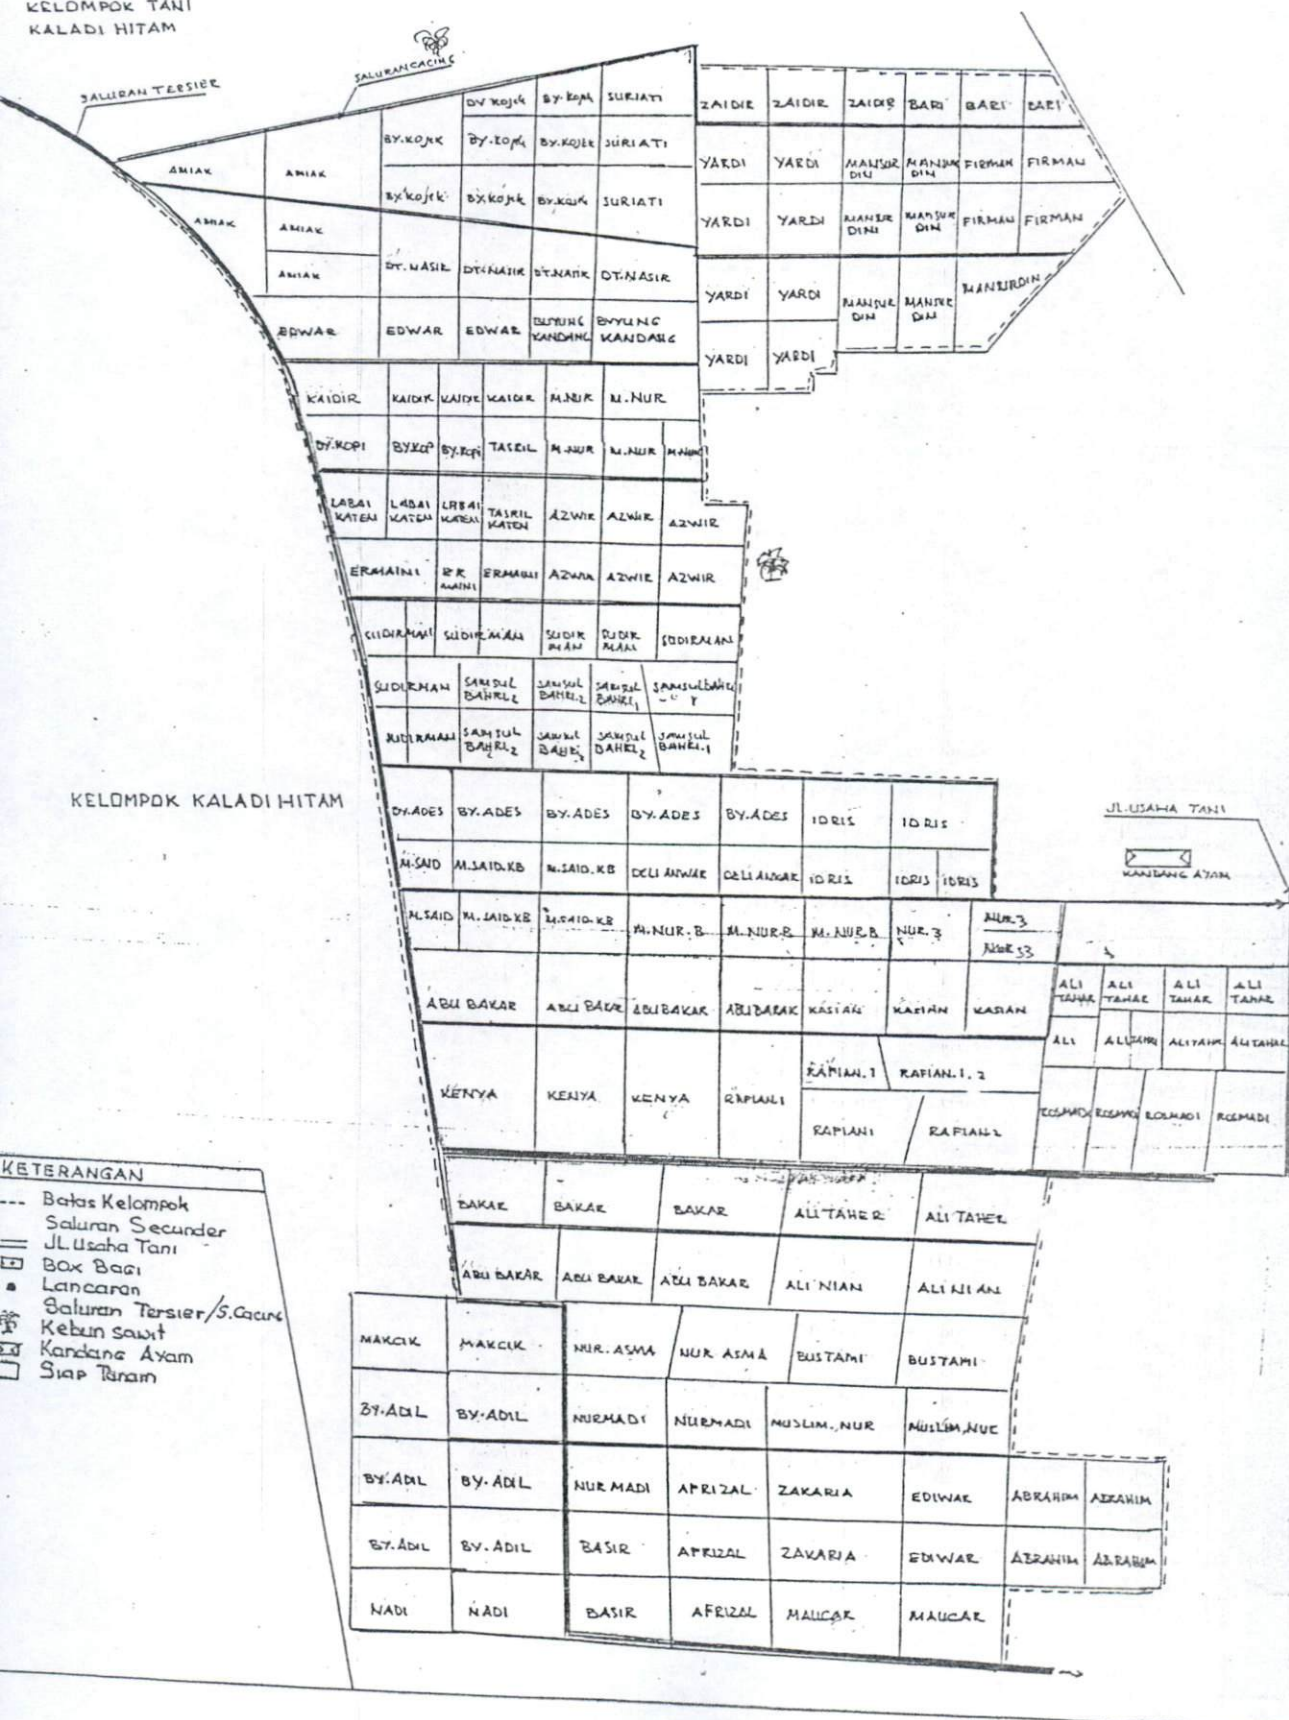 KELOMPOK TANI
KALADI HITAM
SALURAN TERSIER
SALURAN CACING
BY. KOPK SURIATI
ZAIDIR ZAIDIR ZAIDIR BARI BARI BARI
BY.KOJEK SURIATI
AMIAK AMIAK
YARDI YARDI MANSUR DIN MANSUR DIN FIRMAN FIRMAN
BY.KOJEK BY.KOJEK BY.KOJEK SURIATI
AMIAK AMIAK
YARDI YARDI MANSUR DINI MANSUR DIN FIRMAN FIRMAN
AMIAK DT. NASIR DT. NASIR DT. NASIR DT. NASIR
YARDI YARDI MANSUR DIN MANSUR DIN MANSURDIN
EDWAR EDWAR EDWAR BUYUNG KANDANG BUYUNG KANDANG
YARDI YARDI
KAIDIR KAIDIR KAIDIR KAIDIR M.NUR M.NUR
BY.KOPI BY.KOP BY.KOPI TASRIL M.NUR M.NUR M.NUR
LABAI KATEN LABAI KATEN LABAI KATEN TASRIL KATEN AZWIR AZWIR AZWIR
ERMAINI ER MAINI ERMAINI AZWIR AZWIR AZWIR
SUDIRMAN SUDIRMAN SUDIR MAN SUDIR MAN SUDIRMAN
SUDIRMAN SAMSUL BAHRI.2 SAMSUL BAHRI.2 SAMSUL BAHRI.1 SAMSUL BAHRI
SUDIRMAN SAMSUL BAHRI.2 SAMSUL BAHRI.2 SAMSUL BAHRI.2 SAMSUL BAHRI.1
KELOMPOK KALADI HITAM
BY.ADES BY.ADES BY.ADES BY.ADES BY.ADES IDRIS IDRIS
JL.USAHA TANI
M.SAID M.SAID.KB M.SAID.KB DELI ANWAR DELI ANWAR IDRIS IDRIS IDRIS
KANDANG AYAM
M.SAID M.SAID.KB M.SAID.KB M.NUR.B M.NUR.B M.NUR.B NUR.3 NUR.3
ABU BAKAR ABU BAKAR ABU BAKAR ABU BAKAR KASIAN KASIAN KASIAN
ALI TAHAR ALI TAHAR ALI TAHAR ALI TAHAR
ALI ALI TAHAR ALI TAHAR ALI TAHAR
KENYA KENYA KENYA RAFIAN1 RAFIAN.1 RAFIAN.1.2
RAFIAN1 RAFIAN2
ROSMADI ROSMADI ROSMADI ROSMADI
BAKAR BAKAR BAKAR ALI TAHER ALI TAHER
ABU BAKAR ABU BAKAR ABU BAKAR ALI NIAN ALI NIAN
MAKCIK MAKCIK NUR.ASMA NUR ASMA BUSTAMI BUSTAMI
BY.ADIL BY.ADIL NURMADI NURMADI MUSLIM.NUR MUSLIM.NUR
BY.ADIL BY.ADIL NURMADI AFRIZAL ZAKARIA EDIWAR ABRAHIM ABRAHIM
BY.ADIL BY.ADIL BASIR AFRIZAL ZAKARIA EDIWAR ABRAHIM ABRAHIM
NADI NADI BASIR AFRIZAL MAUCAR MAUCAR
KETERANGAN
Batas Kelompok
Saluran Secunder
JL.Usaha Tani
Box Bagi
Lancaran
Saluran Tersier/S.Cacing
Kebun sawit
Kandang Ayam
Siap Tanam